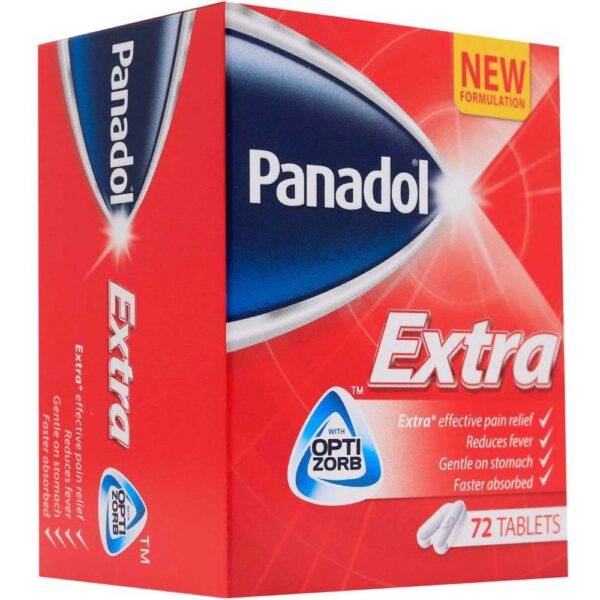 Panadol
Extra
Extra* effective pain relief
Reduces fever
Gentle on stomach
Faster absorbed
WITH
OPTI
ZORB
TM
NEW
FORMULATION
Panadol
Extra
TM
WITH
OPTI
ZORB
Extra* effective pain relief
Reduces fever
Gentle on stomach
Faster absorbed
72 TABLETS